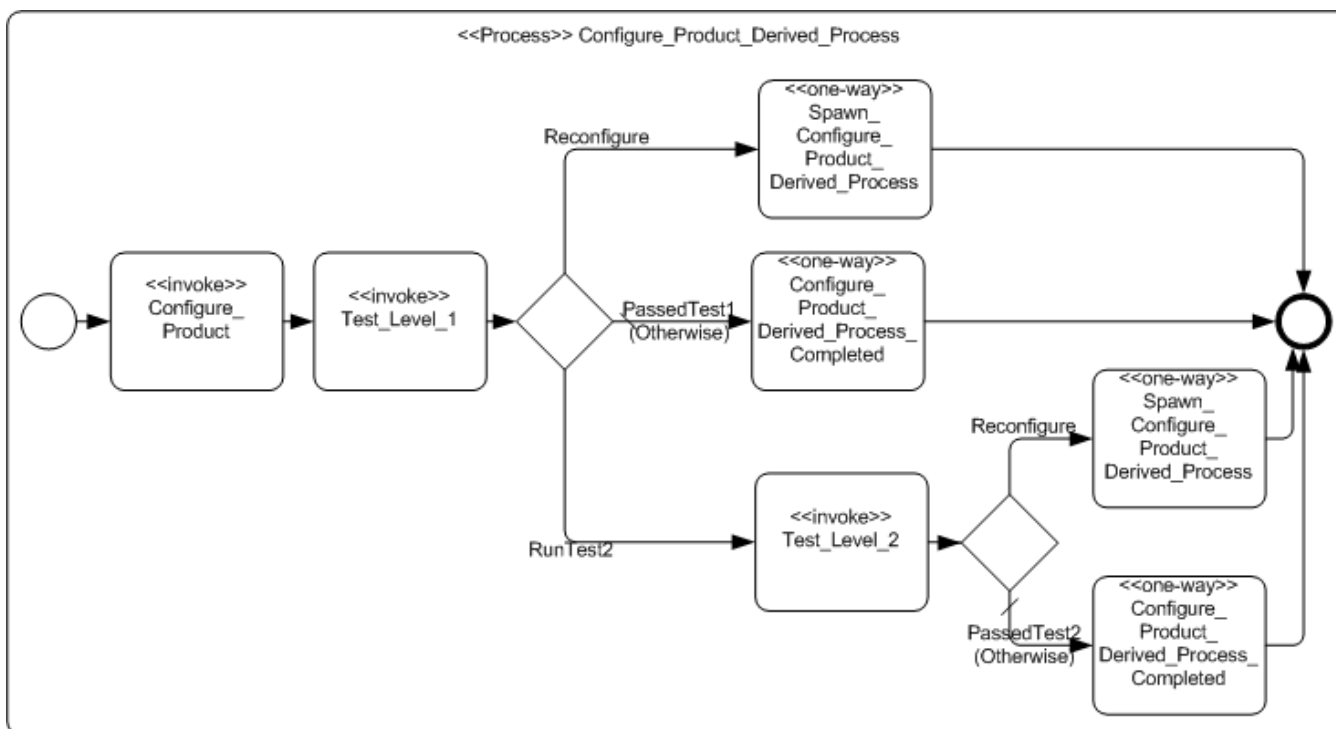 <<Process>> Configure_Product_Derived_Process
<<one-way>>
Spawn_
Configure_
Product_
Derived_Process
Reconfigure
<<invoke>>
Configure_
Product
<<invoke>>
Test_Level_1
PassedTest1
(Otherwise)
<<one-way>>
Configure_
Product_
Derived_Process_
Completed
<<one-way>>
Spawn_
Configure_
Product_
Derived_Process
Reconfigure
RunTest2
<<invoke>>
Test_Level_2
PassedTest2
(Otherwise)
<<one-way>>
Configure_
Product_
Derived_Process_
Completed